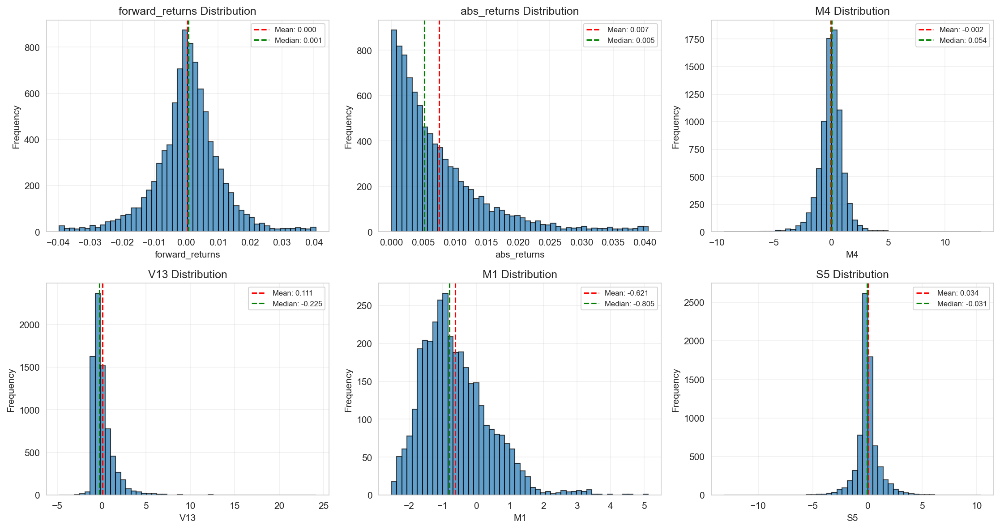 forward_returns Distribution
Mean: 0.000
Median: 0.001
Frequency
800
600
400
200
0
−0.04 −0.03 −0.02 −0.01 0.00 0.01 0.02 0.03 0.04
forward_returns
abs_returns Distribution
Mean: 0.007
Median: 0.005
Frequency
800
600
400
200
0
0.000 0.005 0.010 0.015 0.020 0.025 0.030 0.035 0.040
abs_returns
M4 Distribution
Mean: -0.002
Median: 0.054
Frequency
1750
1500
1250
1000
750
500
250
0
−10 −5 0 5 10
M4
V13 Distribution
Mean: 0.111
Median: -0.225
Frequency
2000
1500
1000
500
0
−5 0 5 10 15 20 25
V13
M1 Distribution
Mean: -0.621
Median: -0.805
Frequency
250
200
150
100
50
0
−2 −1 0 1 2 3 4 5
M1
S5 Distribution
Mean: 0.034
Median: -0.031
Frequency
2500
2000
1500
1000
500
0
−10 −5 0 5 10
S5